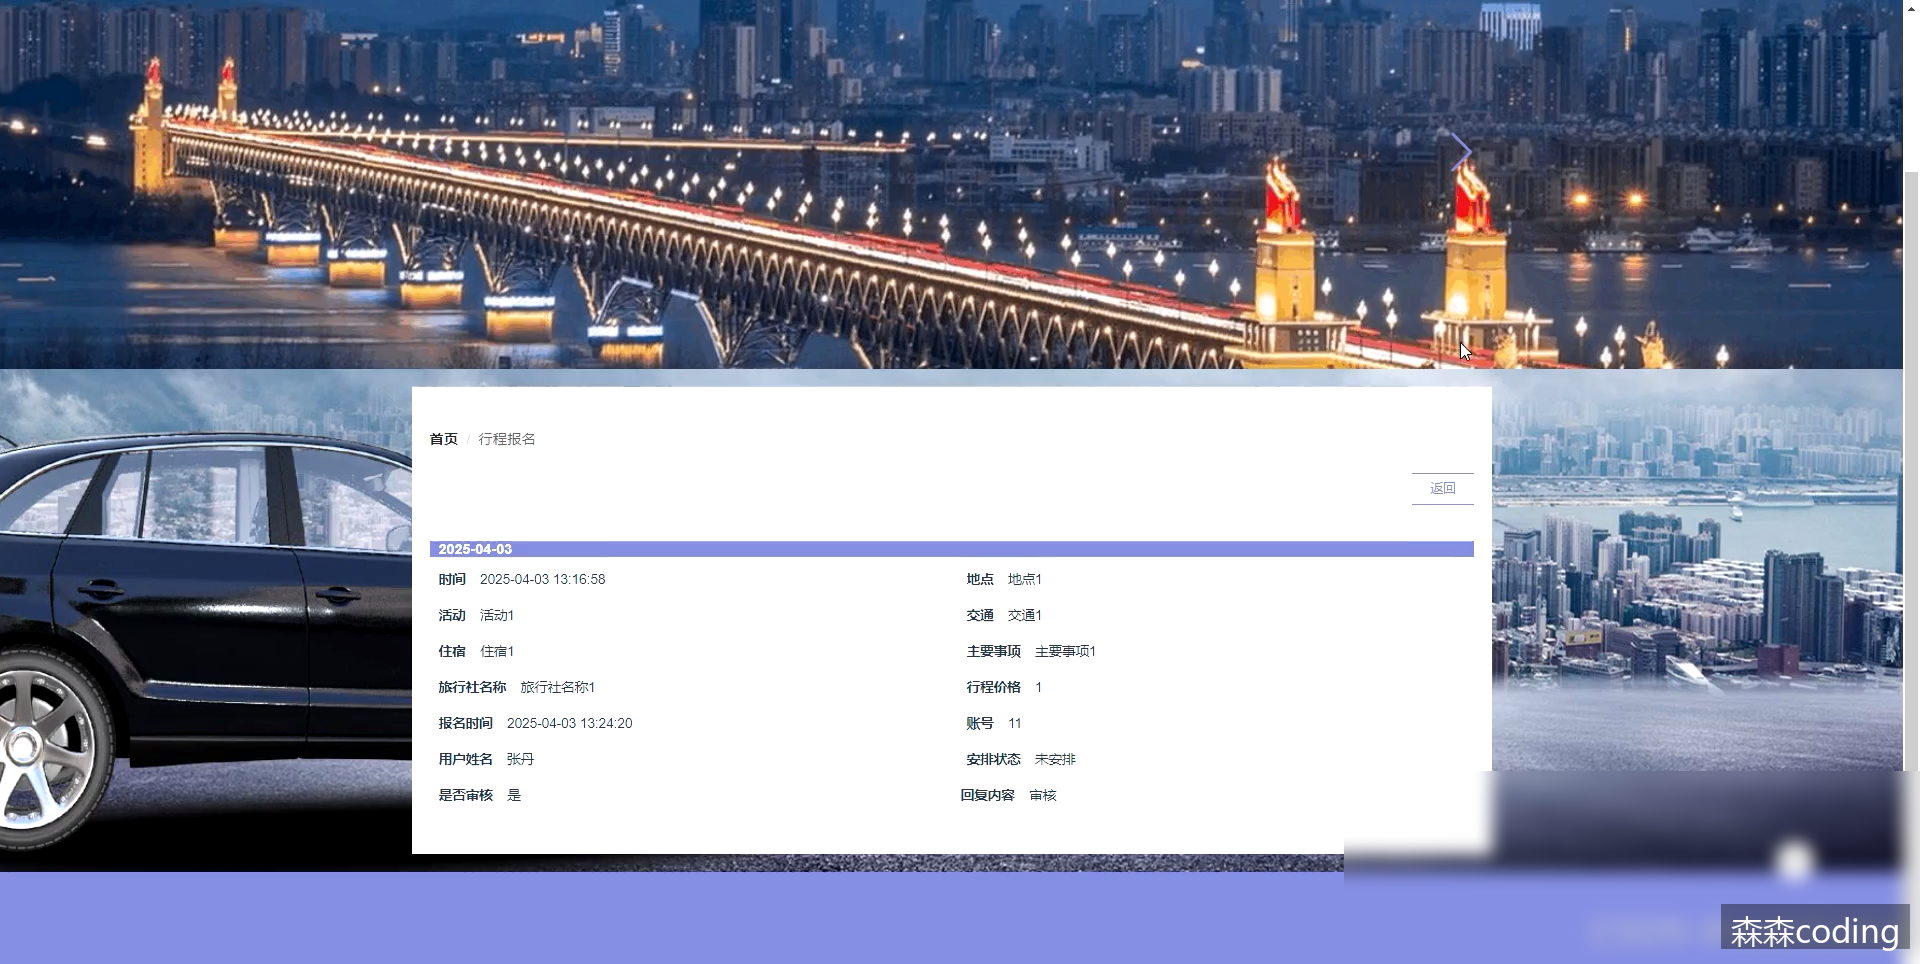 首页 / 行程报名
返回
2025-04-03
时间 2025-04-03 13:16:58 地点 地点1
活动 活动1 交通 交通1
住宿 住宿1 主要事项 主要事项1
旅行社名称 旅行社名称1 行程价格 1
报名时间 2025-04-03 13:24:20 账号 11
用户姓名 张丹 安排状态 未安排
是否审核 是 回复内容 审核
森森coding